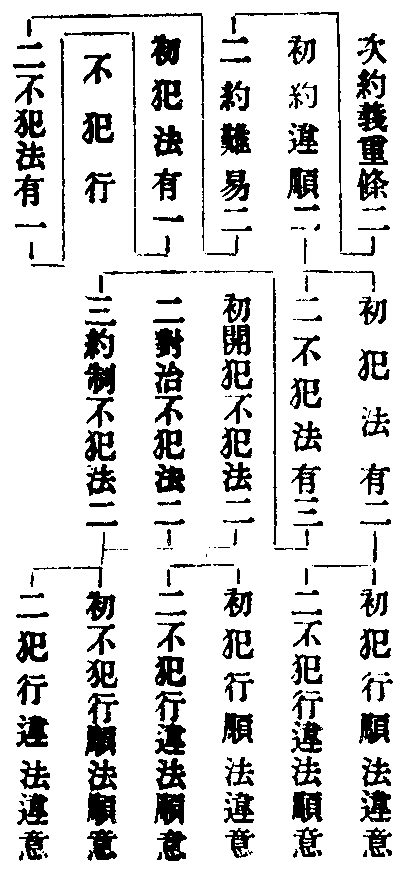 次約義重條二
初約違順二
二約難易二
初犯法有一
不犯行
二不犯法有一
初犯法有二
二不犯法有三
初開犯不犯法二
二對治不犯法二
三約制不犯法二
初犯行順法違意
二不犯行違法順意
初犯行順法違意
二不犯行違法順意
初不犯行順法順意
二犯行違法違意